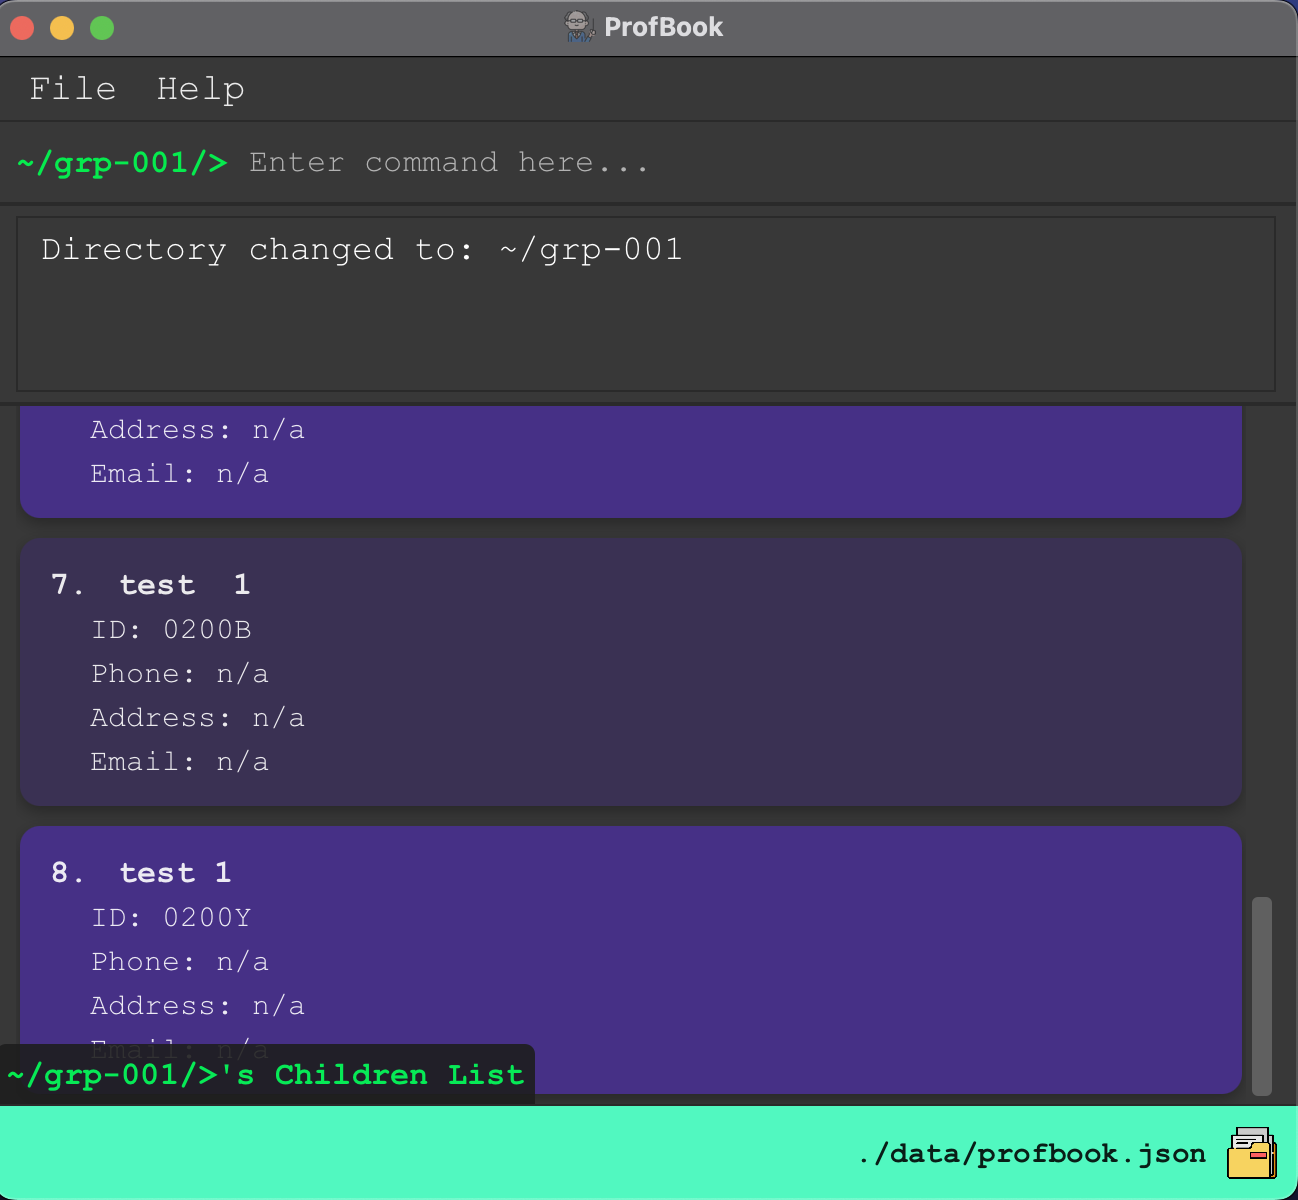 ProfBook
File Help
~/grp-001/> Enter command here...
Directory changed to: ~/grp-001
Address: n/a
Email: n/a
7. test  1
ID: 0200B
Phone: n/a
Address: n/a
Email: n/a
8. test 1
ID: 0200Y
Phone: n/a
Address: n/a
Email: n/a
~/grp-001/>'s Children List
./data/profbook.json